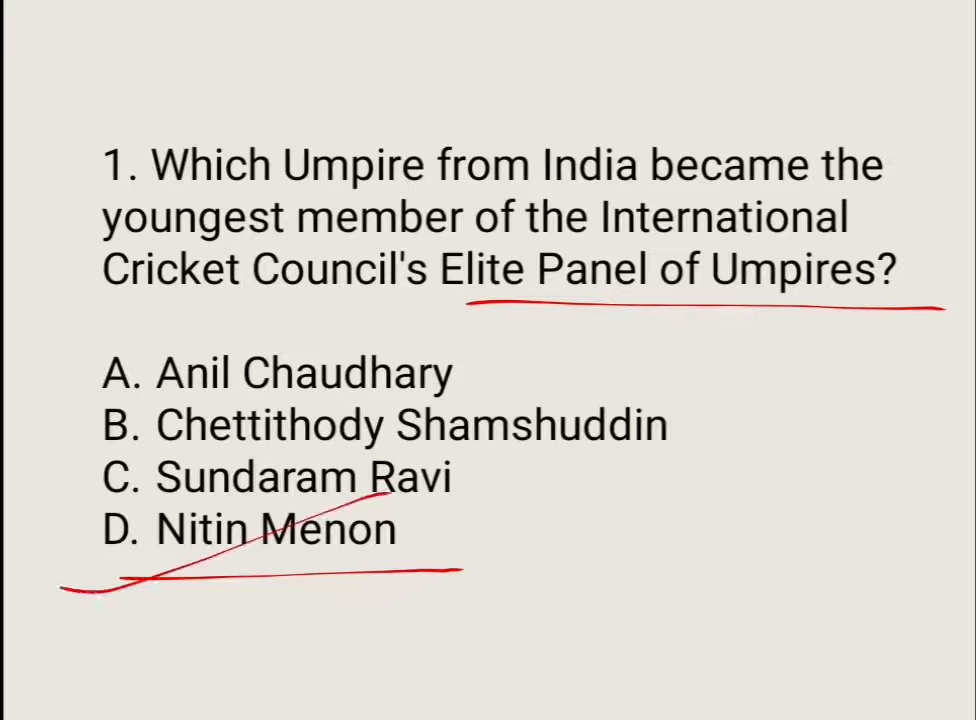 1. Which Umpire from India became the
youngest member of the International
Cricket Council's Elite Panel of Umpires?
A. Anil Chaudhary
B. Chettithody Shamshuddin
C. Sundaram Ravi
D. Nitin Menon